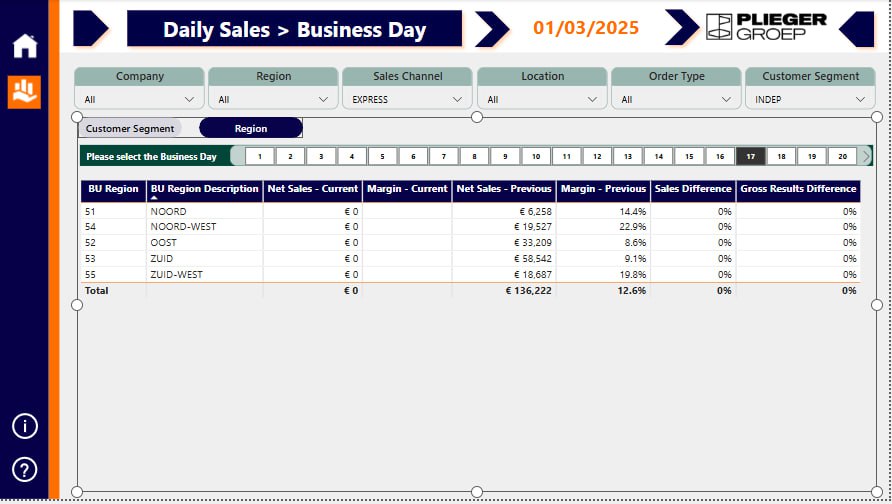 Daily Sales > Business Day 01/03/2025 PLIEGER GROEP
Company Region Sales Channel Location Order Type Customer Segment
All All EXPRESS All All INDEP
Customer Segment Region
Please select the Business Day 1 2 3 4 5 6 7 8 9 10 11 12 13 14 15 16 17 18 19 20
BU Region BU Region Description Net Sales - Current Margin - Current Net Sales - Previous Margin - Previous Sales Difference Gross Results Difference
51 NOORD € 0 € 6,258 14.4% 0% 0%
54 NOORD-WEST € 0 € 19,527 22.9% 0% 0%
52 OOST € 0 € 33,209 8.6% 0% 0%
53 ZUID € 0 € 58,542 9.1% 0% 0%
55 ZUID-WEST € 0 € 18,687 19.8% 0% 0%
Total € 0 € 136,222 12.6% 0% 0%
i
?